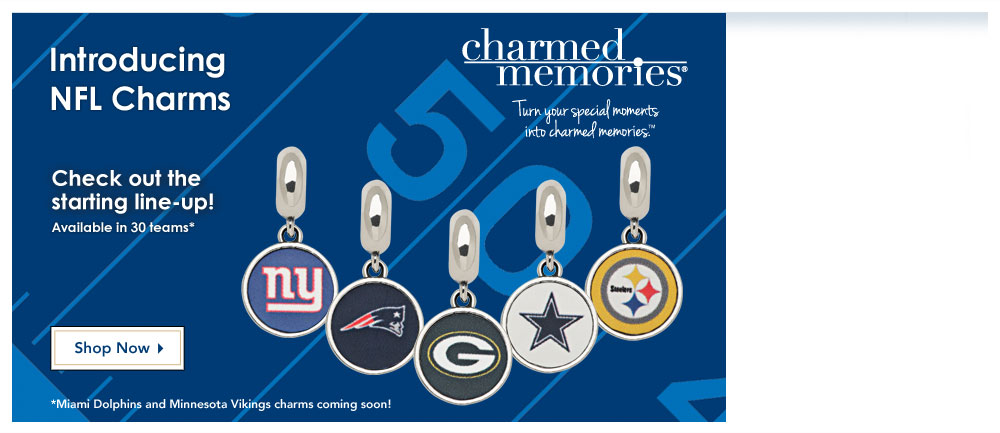 Introducing
NFL Charms
charmed
memories®
Turn your special moments
into charmed memories.™
Check out the
starting line-up!
Available in 30 teams*
ny
G
Steelers
Shop Now
*Miami Dolphins and Minnesota Vikings charms coming soon!
50